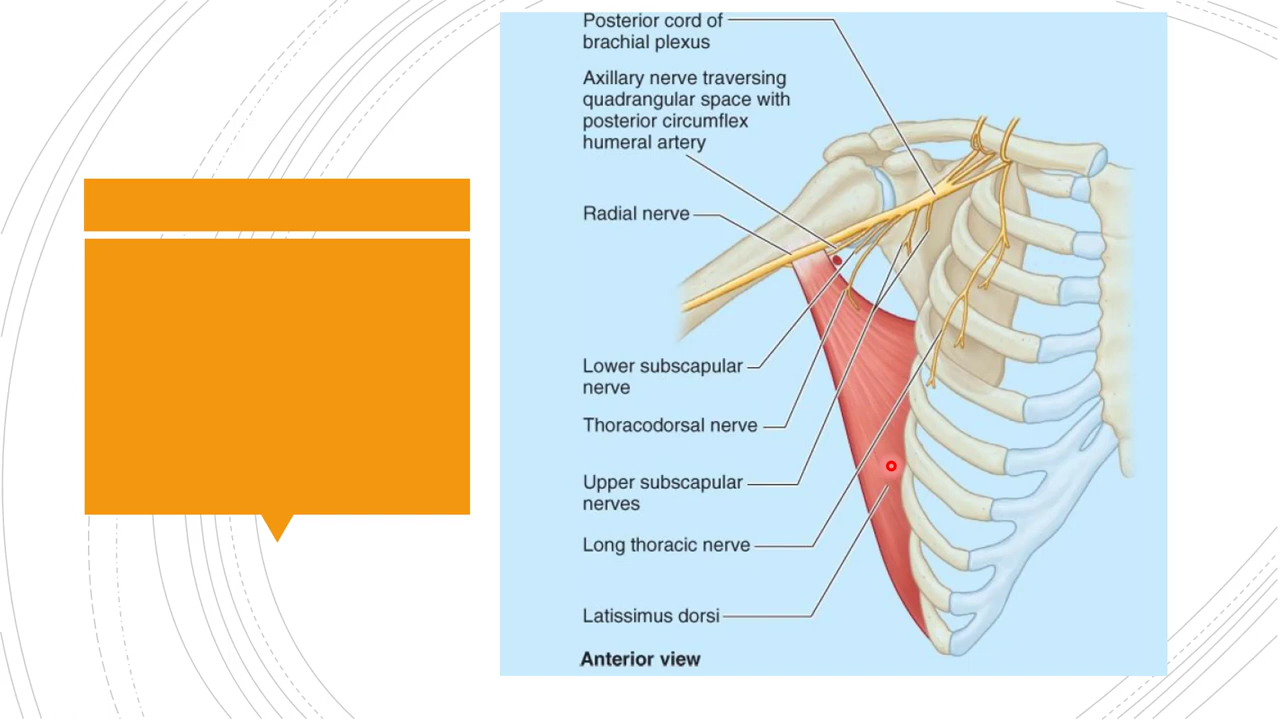 Posterior cord of
brachial plexus
Axillary nerve traversing
quadrangular space with
posterior circumflex
humeral artery
Radial nerve
Lower subscapular
nerve
Thoracodorsal nerve
Upper subscapular
nerves
Long thoracic nerve
Latissimus dorsi
Anterior view